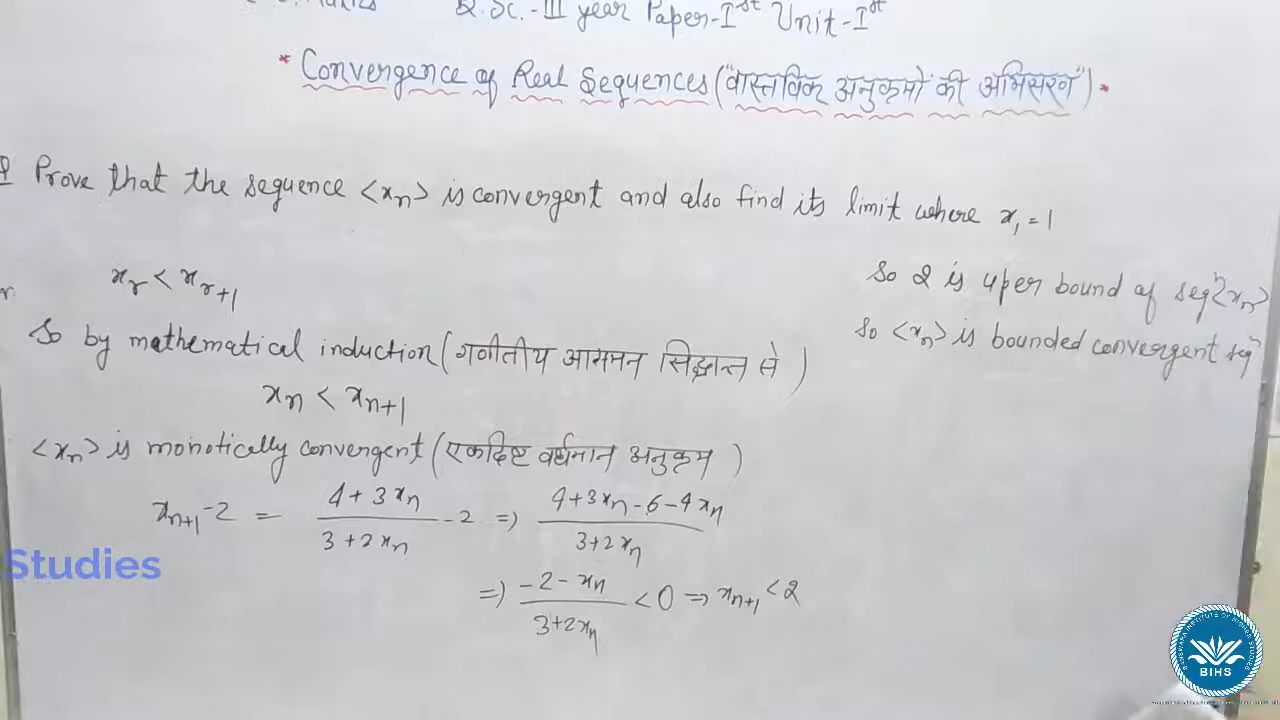 B.Sc.-III year Paper-Ist Unit-Ist
* Convergence of Real Sequences ("वास्तविक अनुक्रमों की अभिसरण") *
Prove that the sequence <xₙ> is convergent and also find its limit where x₁ = 1
xᵣ < xᵣ₊₁
So by mathematical induction (गणीतीय आगमन सिद्धान्त से)
xₙ < xₙ₊₁
<xₙ> is monotically convergent (एकदिष्ट वर्धमान अनुक्रम)
xₙ₊₁ - 2 = (4 + 3xₙ)/(3 + 2xₙ) - 2 => (4+3xₙ-6-4xₙ)/(3+2xₙ)
=> (-2-xₙ)/(3+2xₙ) < 0 => xₙ₊₁ < 2
So 2 is uper bound of seqⁿ <xₙ>
So <xₙ> is bounded convergent seqⁿ
Studies
BIHS